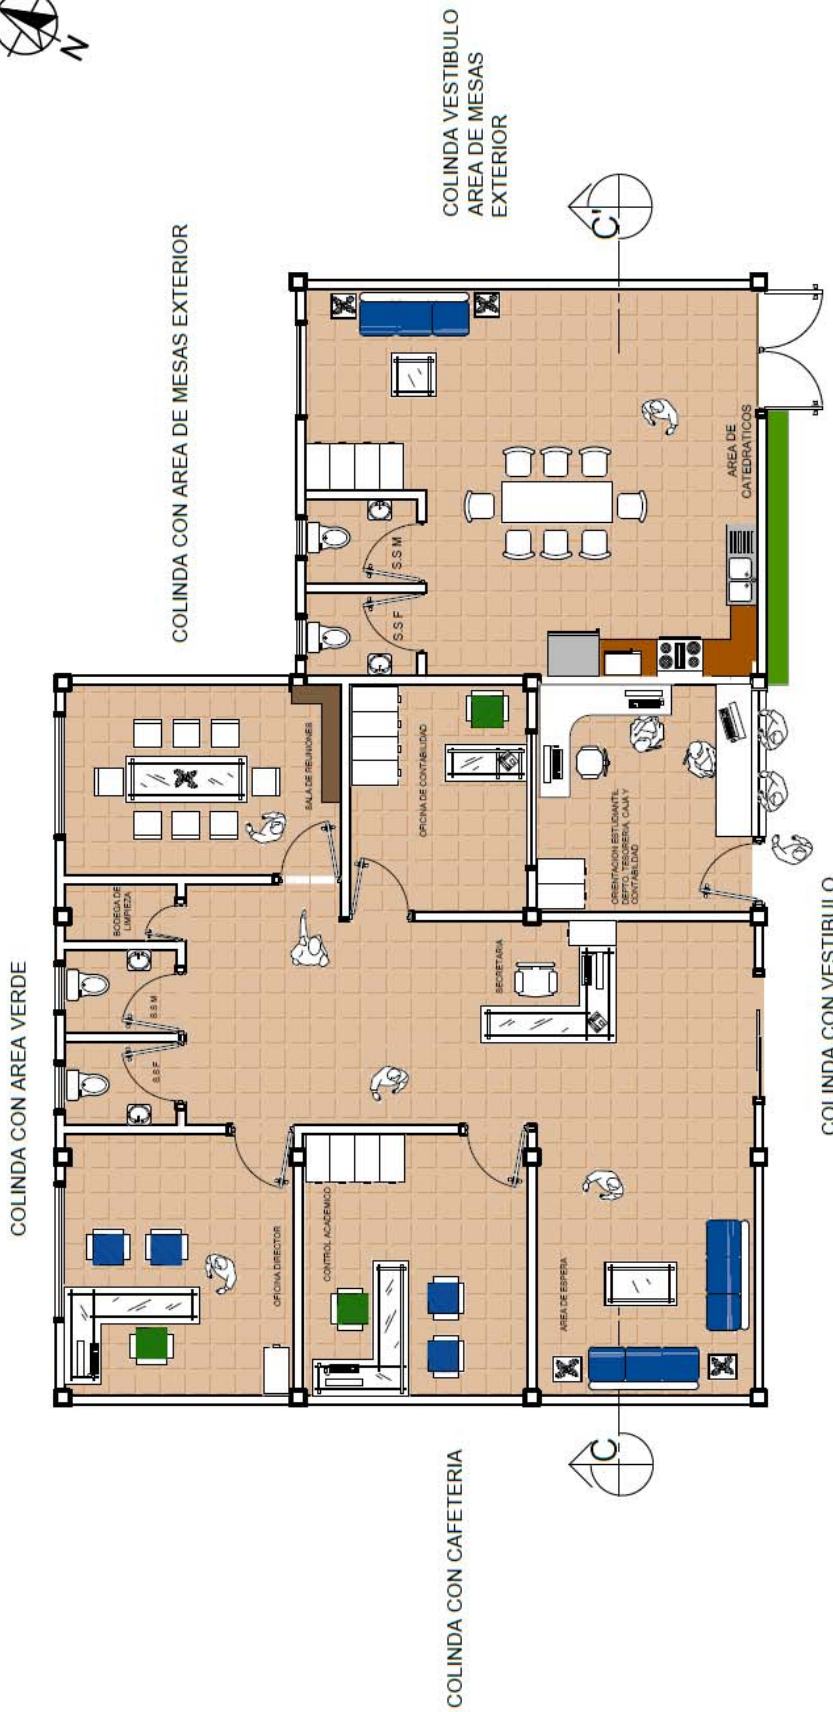 N
COLINDA VESTIBULO
AREA DE MESAS
EXTERIOR
COLINDA CON AREA DE MESAS EXTERIOR
C'
AREA DE
CATEDRATICOS
S.S M
S.S F
SALA DE REUNIONES
OFICINA DE CONTABILIDAD
ORIENTACION ESTUDIANTIL
DEPTO. TESORERIA, CAJA Y
CONTABILIDAD
BODEGA DE
LIMPIEZA
S.S M
S.S F
SECRETARIA
COLINDA CON AREA VERDE
COLINDA CON VESTIBULO
OFICINA DIRECTOR
CONTROL ACADEMICO
AREA DE ESPERA
C
COLINDA CON CAFETERIA